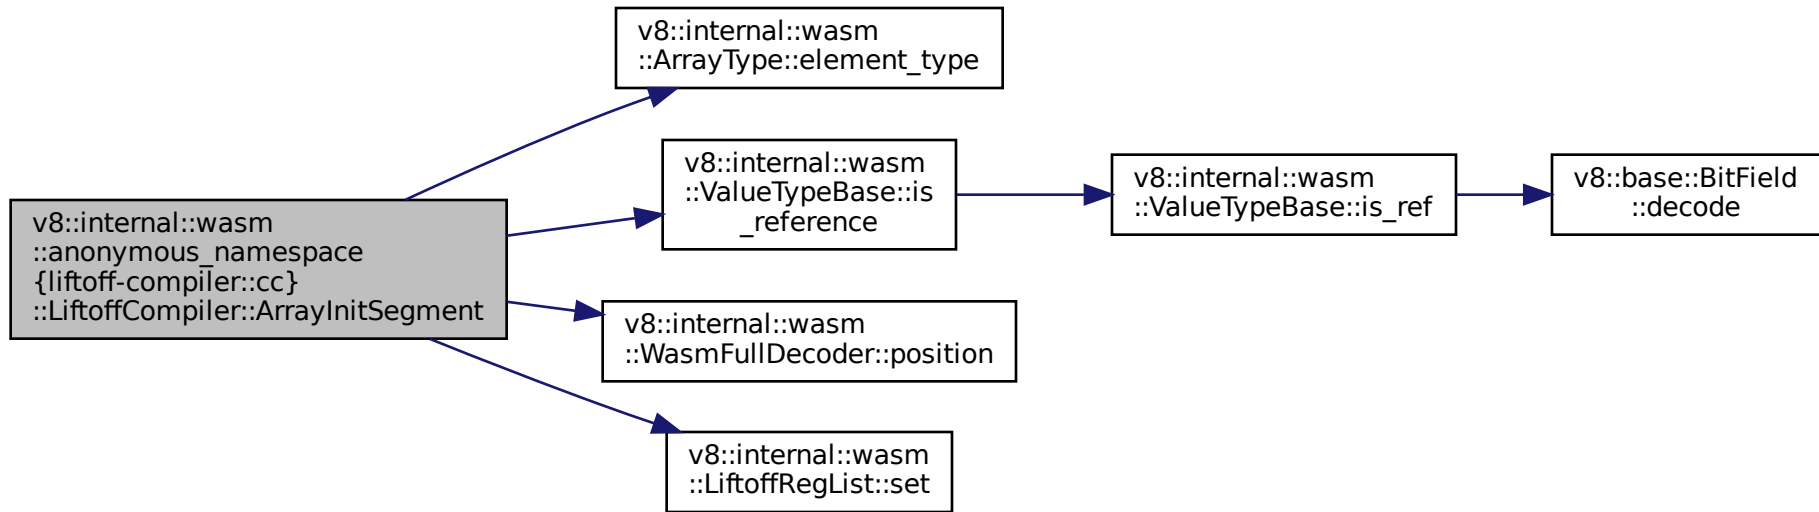 v8::internal::wasm
::anonymous_namespace
{liftoff-compiler::cc}
::LiftoffCompiler::ArrayInitSegment
v8::internal::wasm
::ArrayType::element_type
v8::internal::wasm
::ValueTypeBase::is
_reference
v8::internal::wasm
::ValueTypeBase::is_ref
v8::base::BitField
::decode
v8::internal::wasm
::WasmFullDecoder::position
v8::internal::wasm
::LiftoffRegList::set